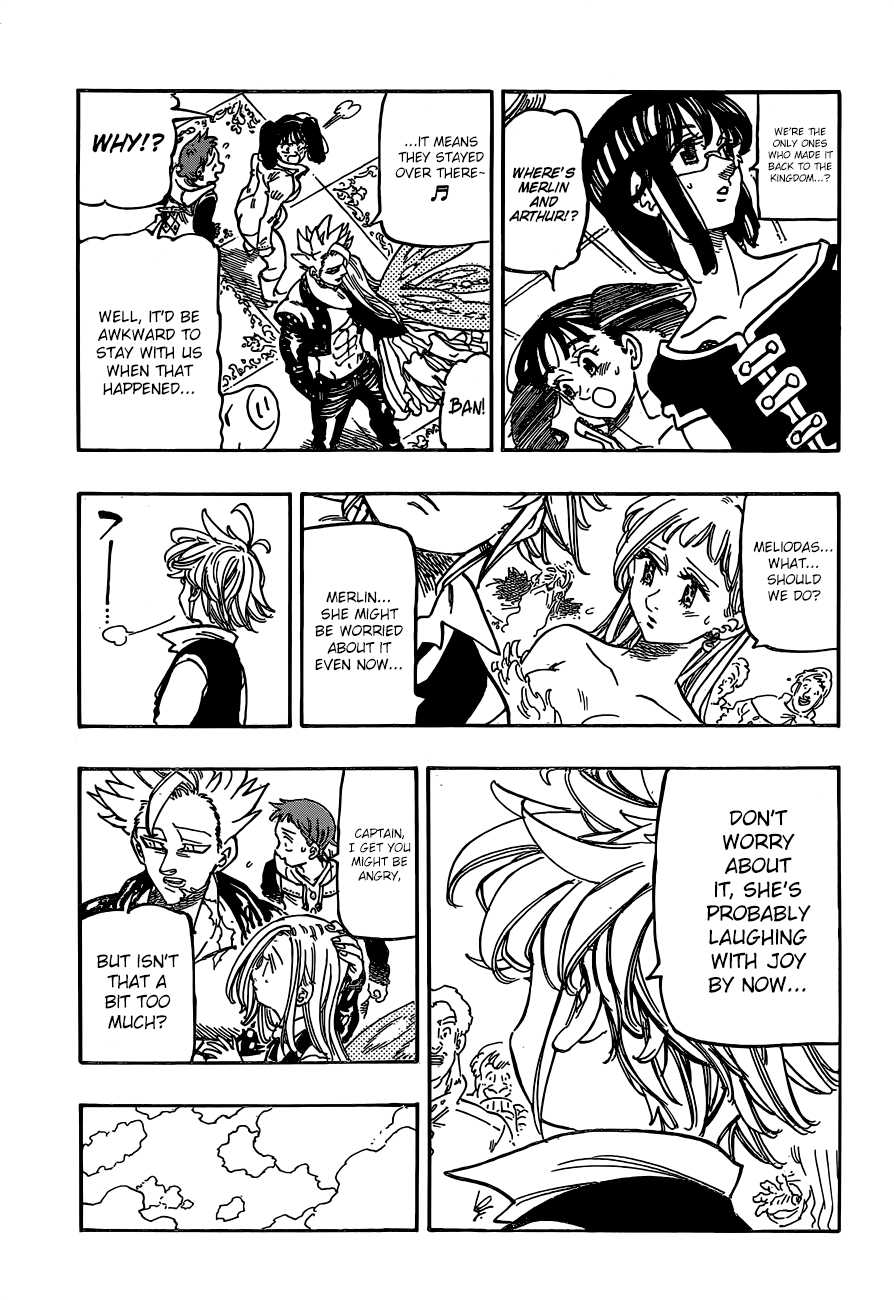 WE'RE THE
ONLY ONES
WHO MADE IT
BACK TO THE
KINGDOM...?
WHERE'S
MERLIN
AND
ARTHUR!?
...IT MEANS
THEY STAYED
OVER THERE~
♬
WHY!?
BAN!
WELL, IT'D BE
AWKWARD TO
STAY WITH US
WHEN THAT
HAPPENED...
MELIODAS...
WHAT...
SHOULD
WE DO?
MERLIN...
SHE MIGHT
BE WORRIED
ABOUT IT
EVEN NOW...
DON'T
WORRY
ABOUT
IT, SHE'S
PROBABLY
LAUGHING
WITH JOY
BY NOW...
CAPTAIN,
I GET YOU
MIGHT BE
ANGRY,
BUT ISN'T
THAT A
BIT TOO
MUCH?